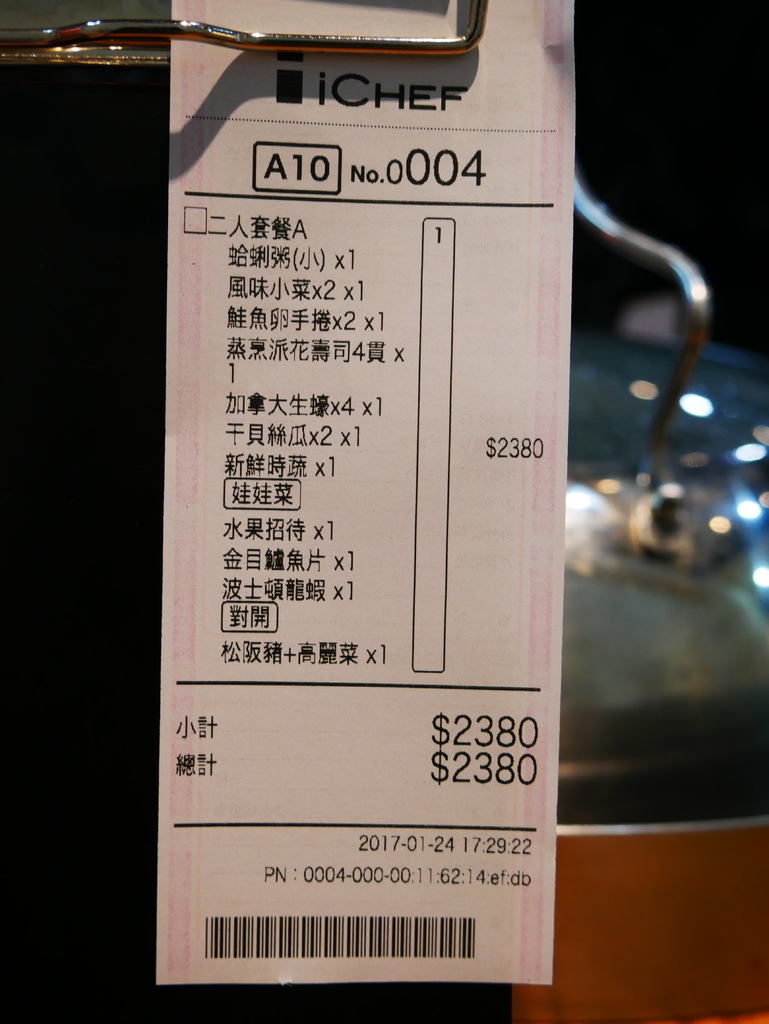 iCHEF
A10 No.0004
二人套餐A 1
蛤蜊粥(小) x1
風味小菜x2 x1
鮭魚卵手捲x2 x1
蒸烹派花壽司4貫 x
1
加拿大生蠔x4 x1
干貝絲瓜x2 x1
$2380
新鮮時蔬 x1
娃娃菜
水果招待 x1
金目鱸魚片 x1
波士頓龍蝦 x1
對開
松阪豬+高麗菜 x1
小計 $2380
總計 $2380
2017-01-24 17:29:22
PN：0004-000-00:11:62:14:ef:db